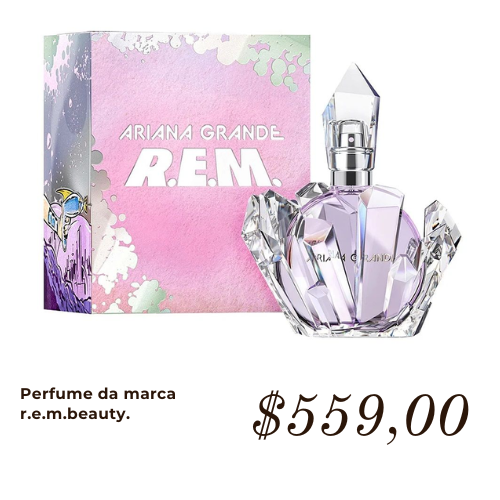 ARIANA GRANDE
R.E.M.
ARIANA GRANDE
Perfume da marca
r.e.m.beauty.
$559,00